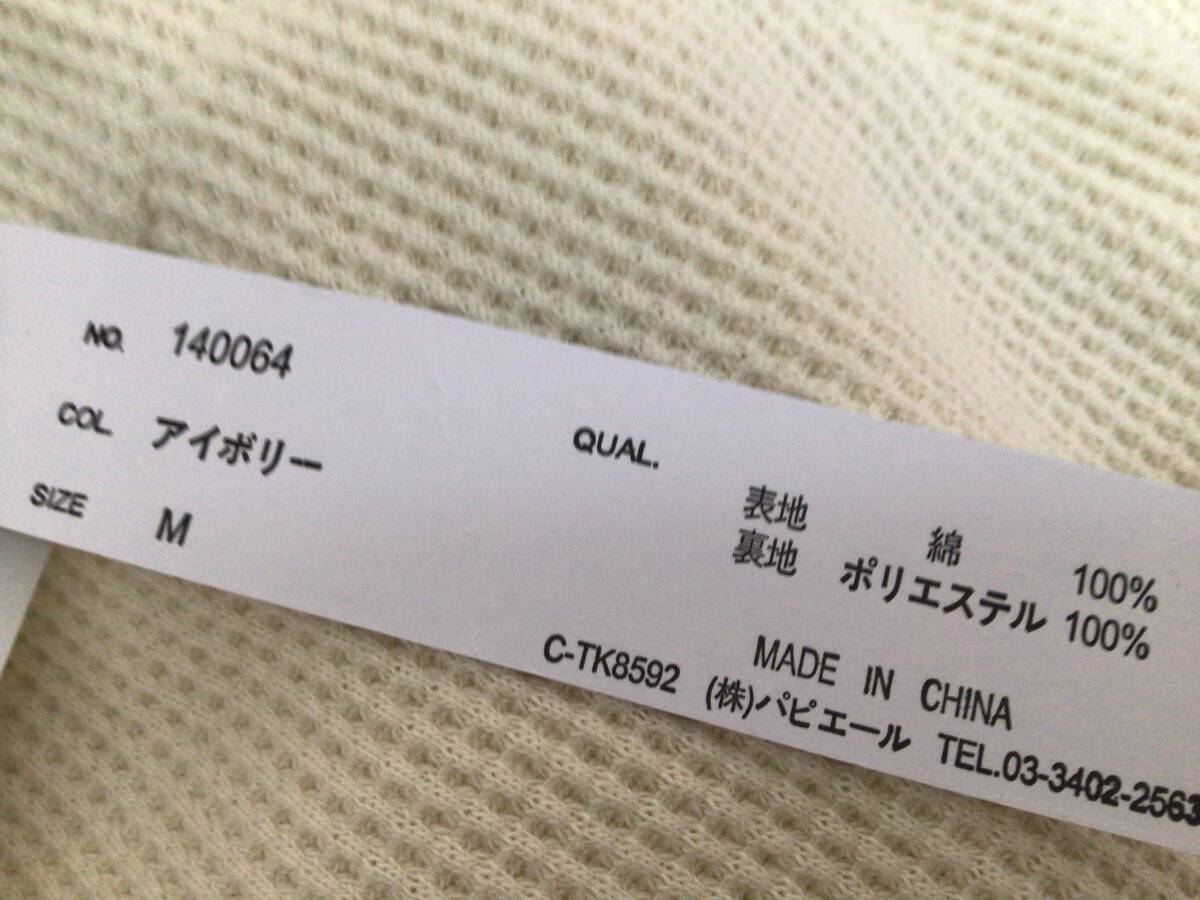 NO. 140064
COL. アイボリー
SIZE M
QUAL.
表地 綿 100%
裏地 ポリエステル 100%
MADE IN CHINA
C-TK8592 (株)パピエール TEL.03-3402-2563